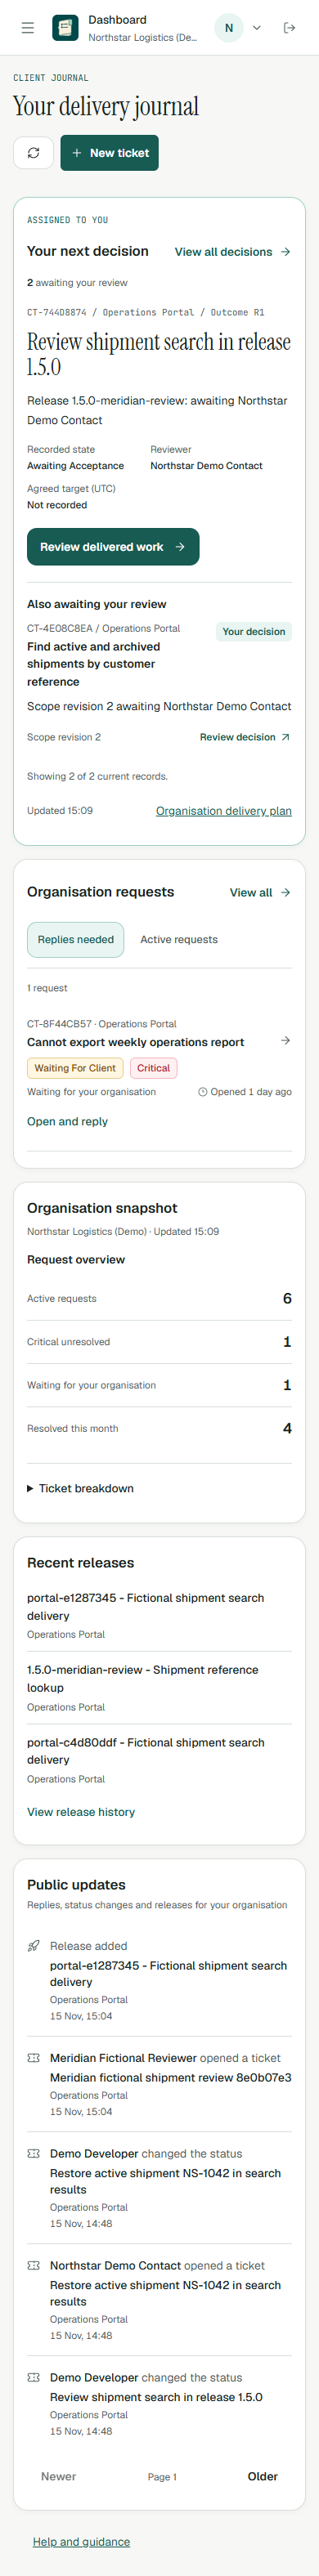 Dashboard
Northstar Logistics (De...
N
CLIENT JOURNAL
Your delivery journal
New ticket
ASSIGNED TO YOU
Your next decision
View all decisions
2 awaiting your review
CT-744D8874 / Operations Portal / Outcome R1
Review shipment search in release
1.5.0
Release 1.5.0-meridian-review: awaiting Northstar
Demo Contact
Recorded state
Reviewer
Awaiting Acceptance
Northstar Demo Contact
Agreed target (UTC)
Not recorded
Review delivered work
Also awaiting your review
CT-4E08C8EA / Operations Portal
Your decision
Find active and archived
shipments by customer
reference
Scope revision 2 awaiting Northstar Demo Contact
Scope revision 2
Review decision
Showing 2 of 2 current records.
Updated 15:09
Organisation delivery plan
Organisation requests
View all
Replies needed
Active requests
1 request
CT-8F44CB57 · Operations Portal
Cannot export weekly operations report
Waiting For Client
Critical
Waiting for your organisation
Opened 1 day ago
Open and reply
Organisation snapshot
Northstar Logistics (Demo) · Updated 15:09
Request overview
Active requests
6
Critical unresolved
1
Waiting for your organisation
1
Resolved this month
4
Ticket breakdown
Recent releases
portal-e1287345 - Fictional shipment search
delivery
Operations Portal
1.5.0-meridian-review - Shipment reference
lookup
Operations Portal
portal-c4d80ddf - Fictional shipment search
delivery
Operations Portal
View release history
Public updates
Replies, status changes and releases for your organisation
Release added
portal-e1287345 - Fictional shipment search
delivery
Operations Portal
15 Nov, 15:04
Meridian Fictional Reviewer opened a ticket
Meridian fictional shipment review 8e0b07e3
Operations Portal
15 Nov, 15:04
Demo Developer changed the status
Restore active shipment NS-1042 in search
results
Operations Portal
15 Nov, 14:48
Northstar Demo Contact opened a ticket
Restore active shipment NS-1042 in search
results
Operations Portal
15 Nov, 14:48
Demo Developer changed the status
Review shipment search in release 1.5.0
Operations Portal
15 Nov, 14:48
Newer
Page 1
Older
Help and guidance